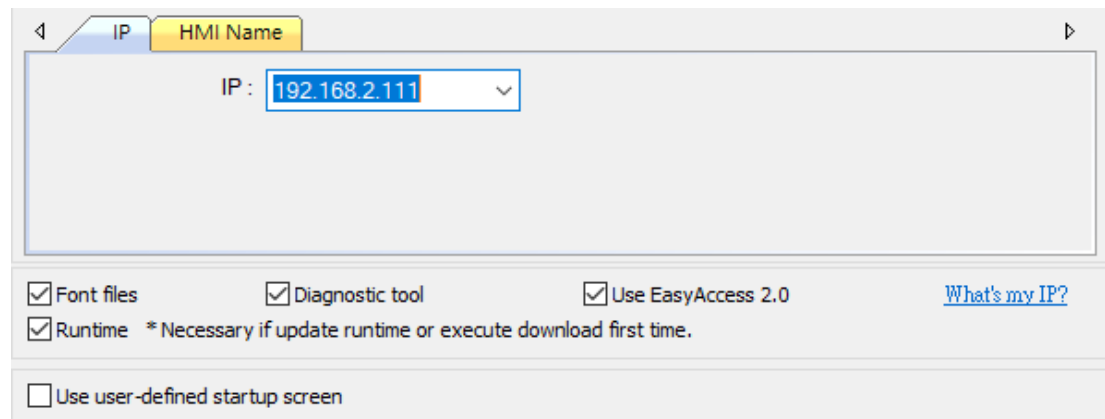 IP HMI Name
IP : 192.168.2.111
Font files Diagnostic tool Use EasyAccess 2.0 What's my IP?
Runtime * Necessary if update runtime or execute download first time.
Use user-defined startup screen